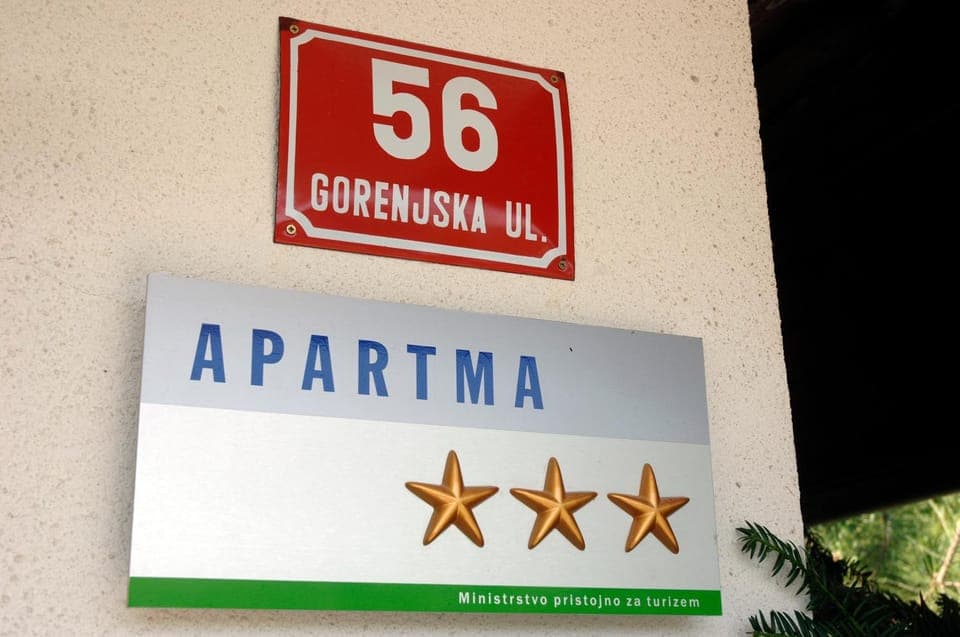 56
GORENJSKA UL.
APARTMA
Ministrstvo pristojno za turizem